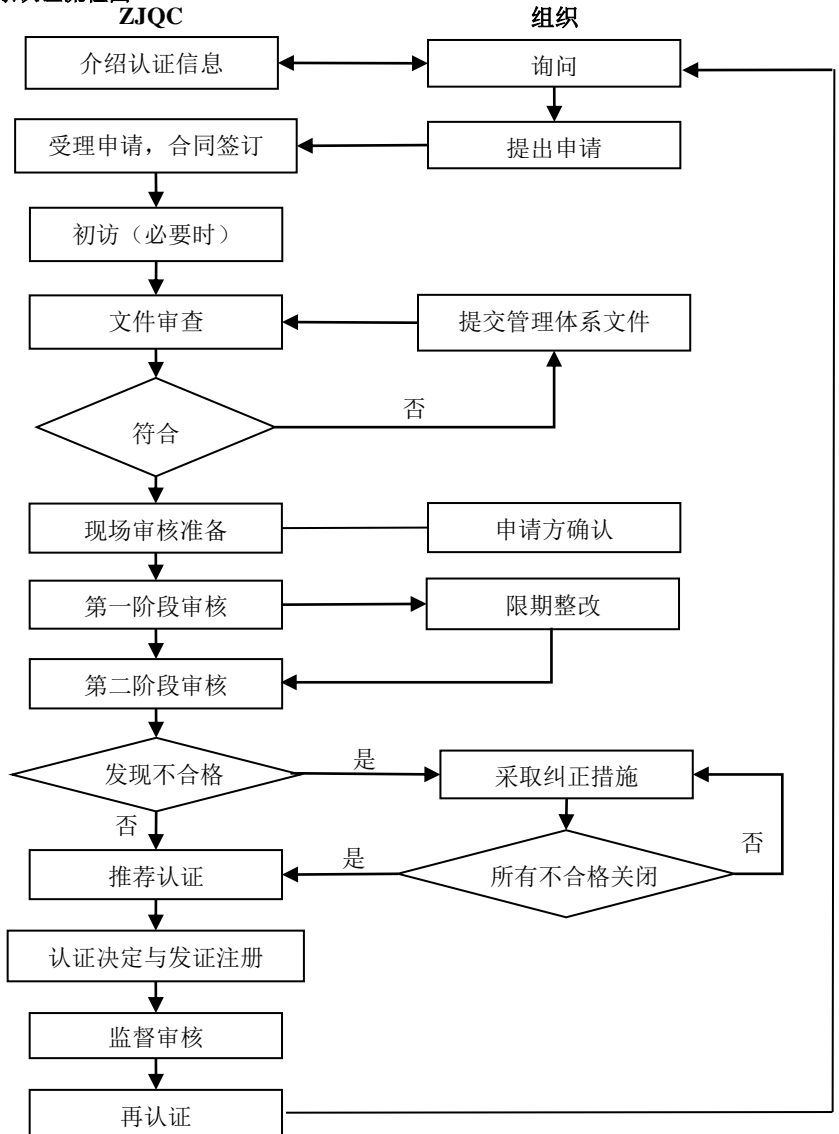 ZJQC 组织
介绍认证信息 询问
受理申请，合同签订 提出申请
初访（必要时）
文件审查 提交管理体系文件
符合 否
现场审核准备 申请方确认
第一阶段审核 限期整改
第二阶段审核
发现不合格 是 采取纠正措施
否 是 所有不合格关闭 否
推荐认证
认证决定与发证注册
监督审核
再认证